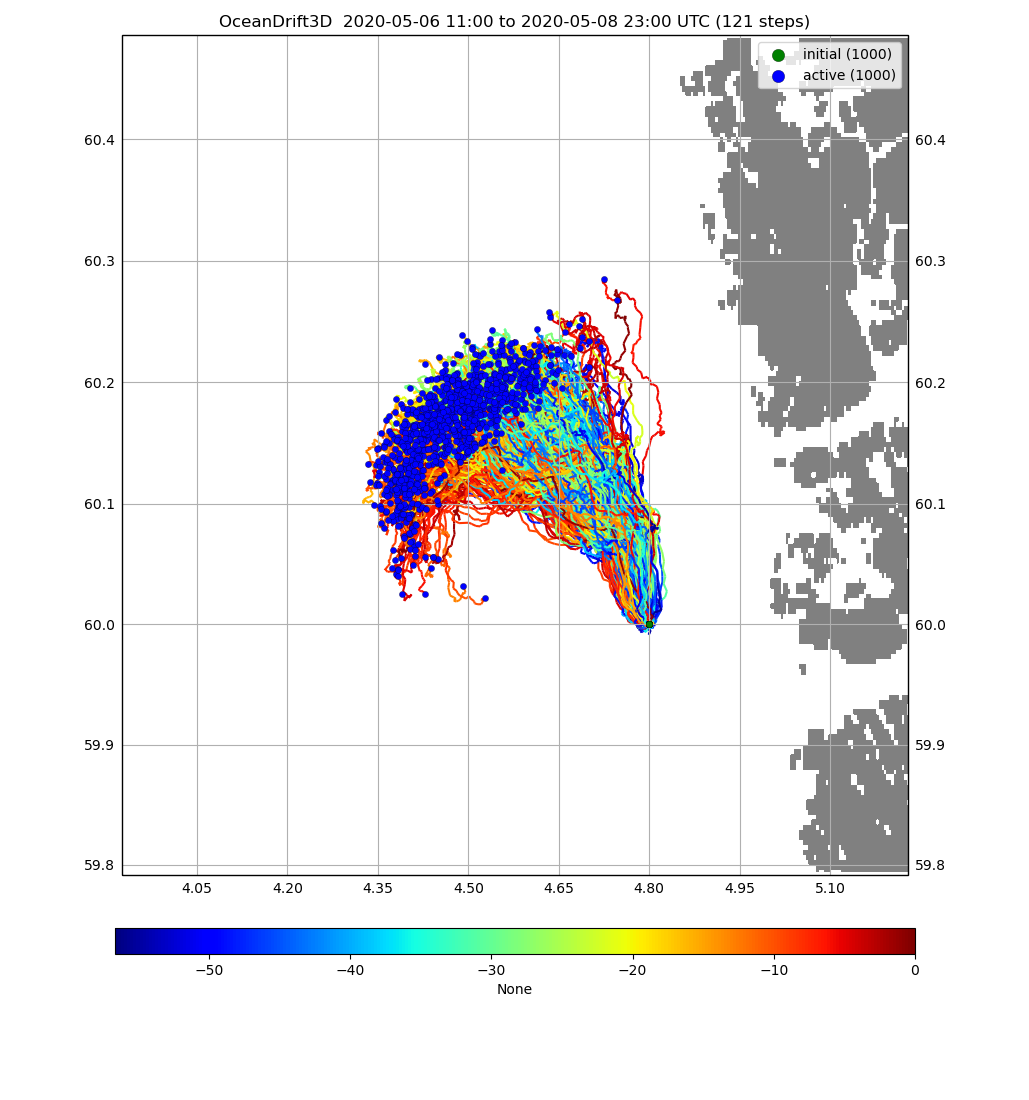 OceanDrift3D  2020-05-06 11:00 to 2020-05-08 23:00 UTC (121 steps)
initial (1000)
active (1000)
60.4 60.4
60.3 60.3
60.2 60.2
60.1 60.1
60.0 60.0
59.9 59.9
59.8 59.8
4.05 4.20 4.35 4.50 4.65 4.80 4.95 5.10
−50 −40 −30 −20 −10 0
None